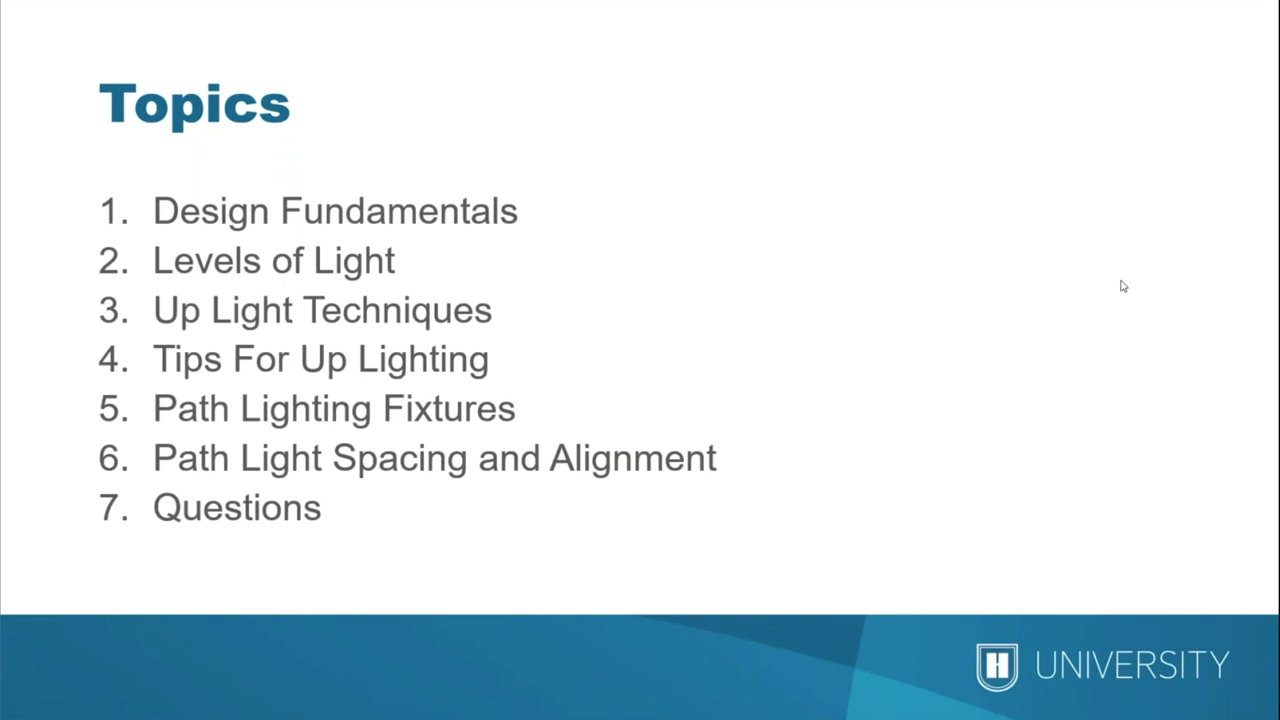 Topics
1. Design Fundamentals
2. Levels of Light
3. Up Light Techniques
4. Tips For Up Lighting
5. Path Lighting Fixtures
6. Path Light Spacing and Alignment
7. Questions
H UNIVERSITY